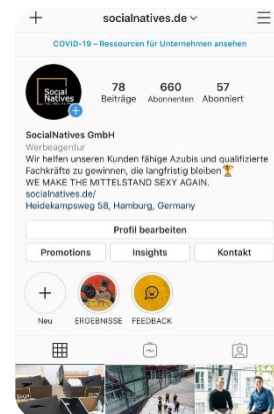 socialnatives.de
COVID-19 – Ressourcen für Unternehmen ansehen
Social
Natives
78 660 57
Beiträge Abonnenten Abonniert
SocialNatives GmbH
Werbeagentur
Wir helfen unseren Kunden fähige Azubis und qualifizierte
Fachkräfte zu gewinnen, die langfristig bleiben🏆
WE MAKE THE MITTELSTAND SEXY AGAIN.
socialnatives.de/
Heidekampsweg 58, Hamburg, Germany
Profil bearbeiten
Promotions Insights Kontakt
Neu ERGEBNISSE FEEDBACK